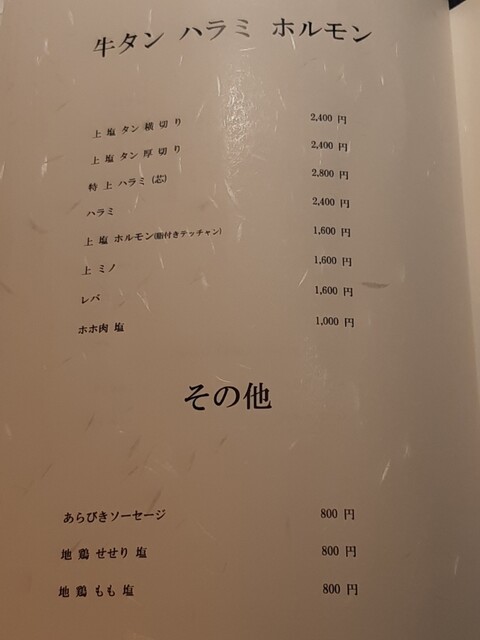 牛タン ハラミ ホルモン
上 塩 タン 横 切 り 2,400 円
上 塩 タン 厚 切 り 2,400 円
特 上 ハラミ (芯) 2,800 円
ハラミ 2,400 円
上 塩 ホルモン(脂付きテッチャン) 1,600 円
上 ミノ 1,600 円
レバ 1,600 円
ホホ肉 塩 1,000 円
その他
あらびきソーセージ 800 円
地 鶏 せせり 塩 800 円
地 鶏 もも 塩 800 円